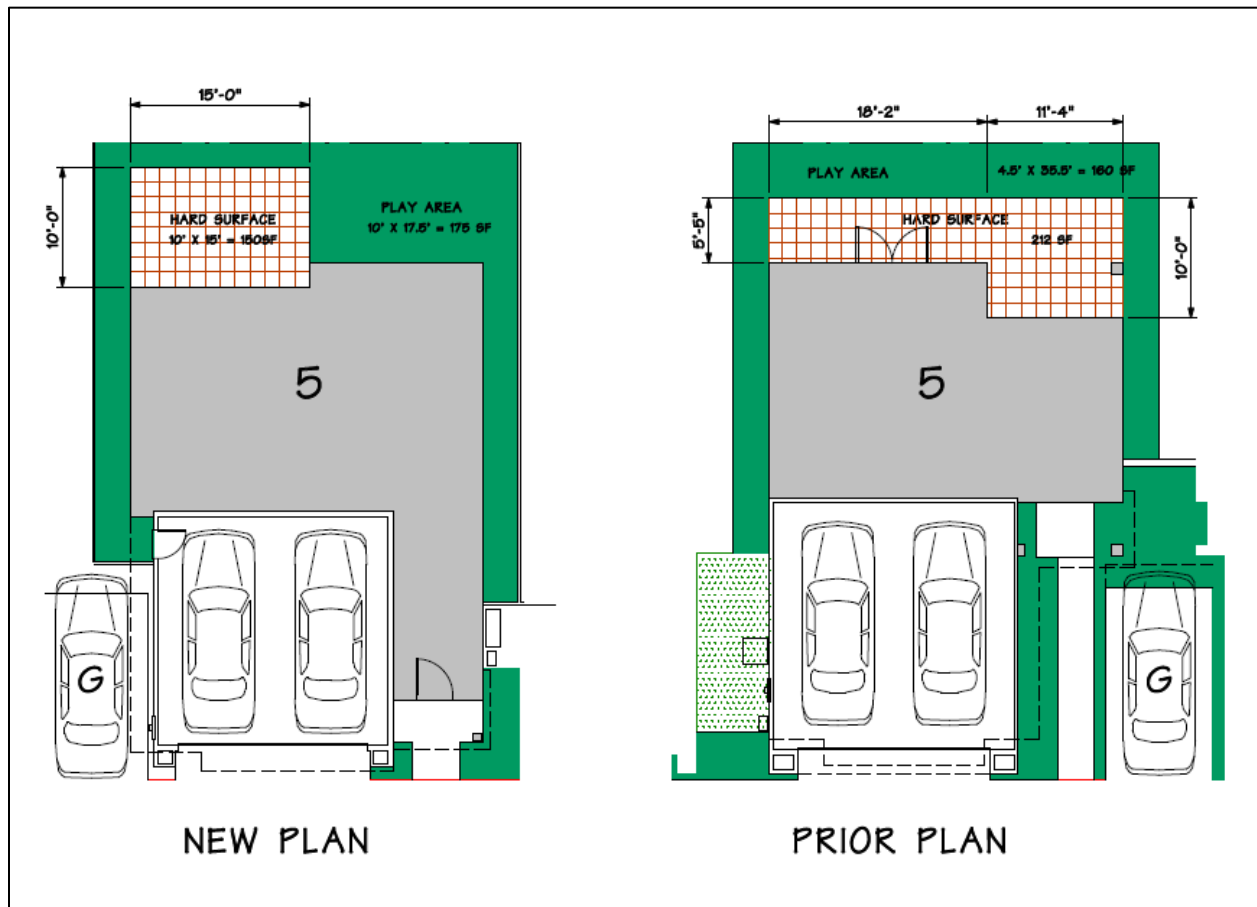 15'-0"
10'-0"
HARD SURFACE
10' X 15' = 150SF
PLAY AREA
10' X 17.5' = 175 SF
5
G
NEW PLAN
18'-2"
11'-4"
PLAY AREA
4.5' X 35.5' = 160 SF
5'-5"
HARD SURFACE
212 SF
10'-0"
5
G
PRIOR PLAN